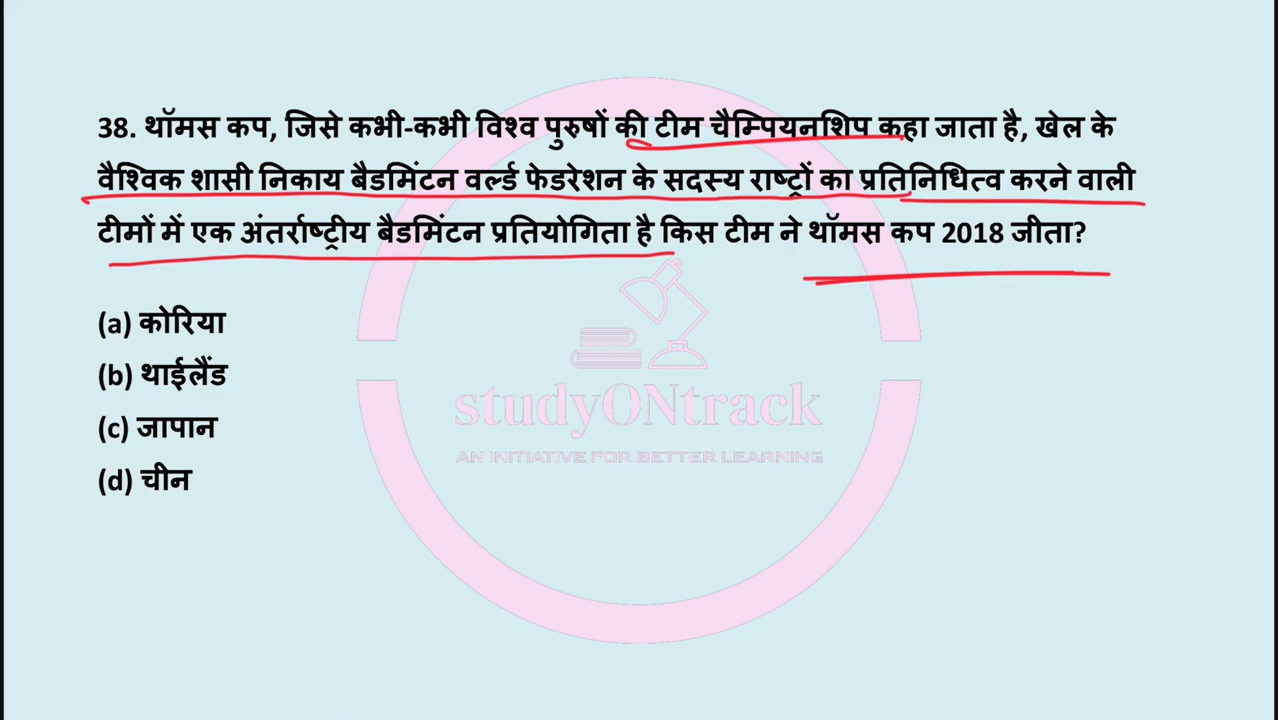 38. थॉमस कप, जिसे कभी-कभी विश्व पुरुषों की टीम चैम्पियनशिप कहा जाता है, खेल के
वैश्विक शासी निकाय बैडमिंटन वर्ल्ड फेडरेशन के सदस्य राष्ट्रों का प्रतिनिधित्व करने वाली
टीमों में एक अंतर्राष्ट्रीय बैडमिंटन प्रतियोगिता है किस टीम ने थॉमस कप 2018 जीता?
(a) कोरिया
(b) थाईलैंड
(c) जापान
(d) चीन
studyONtrack
AN INITIATIVE FOR BETTER LEARNING